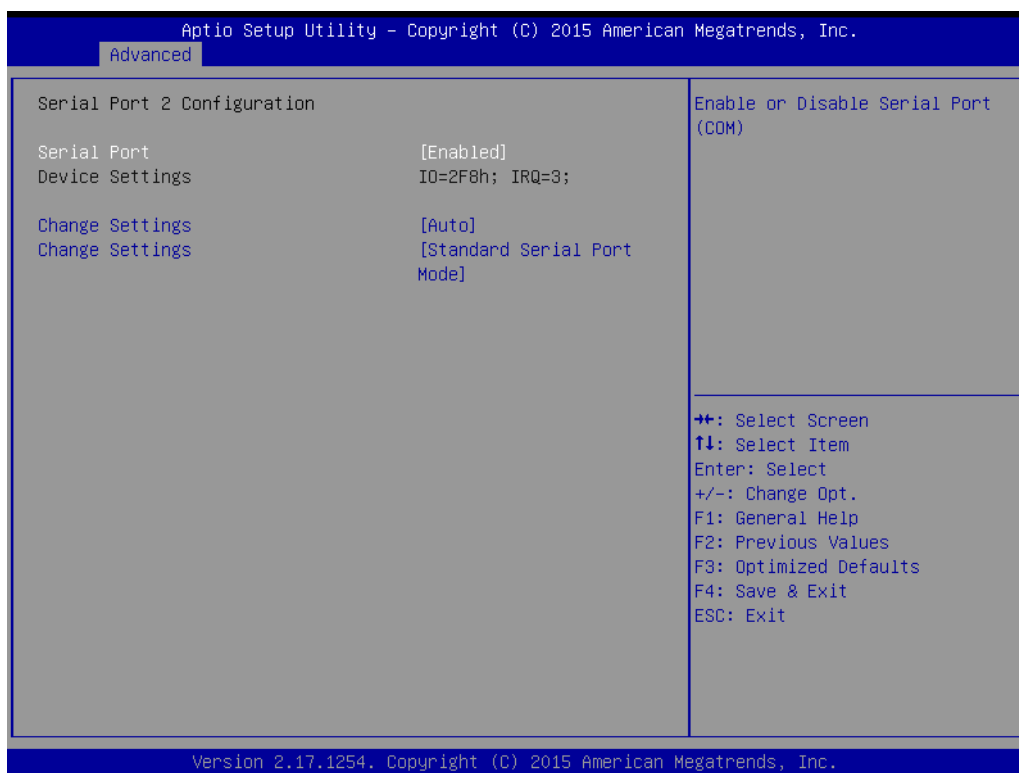 Aptio Setup Utility – Copyright (C) 2015 American Megatrends, Inc.
Advanced
Serial Port 2 Configuration
Serial Port [Enabled]
Device Settings IO=2F8h; IRQ=3;
Change Settings [Auto]
Change Settings [Standard Serial Port
Mode]
Enable or Disable Serial Port
(COM)
→←: Select Screen
↑↓: Select Item
Enter: Select
+/-: Change Opt.
F1: General Help
F2: Previous Values
F3: Optimized Defaults
F4: Save & Exit
ESC: Exit
Version 2.17.1254. Copyright (C) 2015 American Megatrends, Inc.